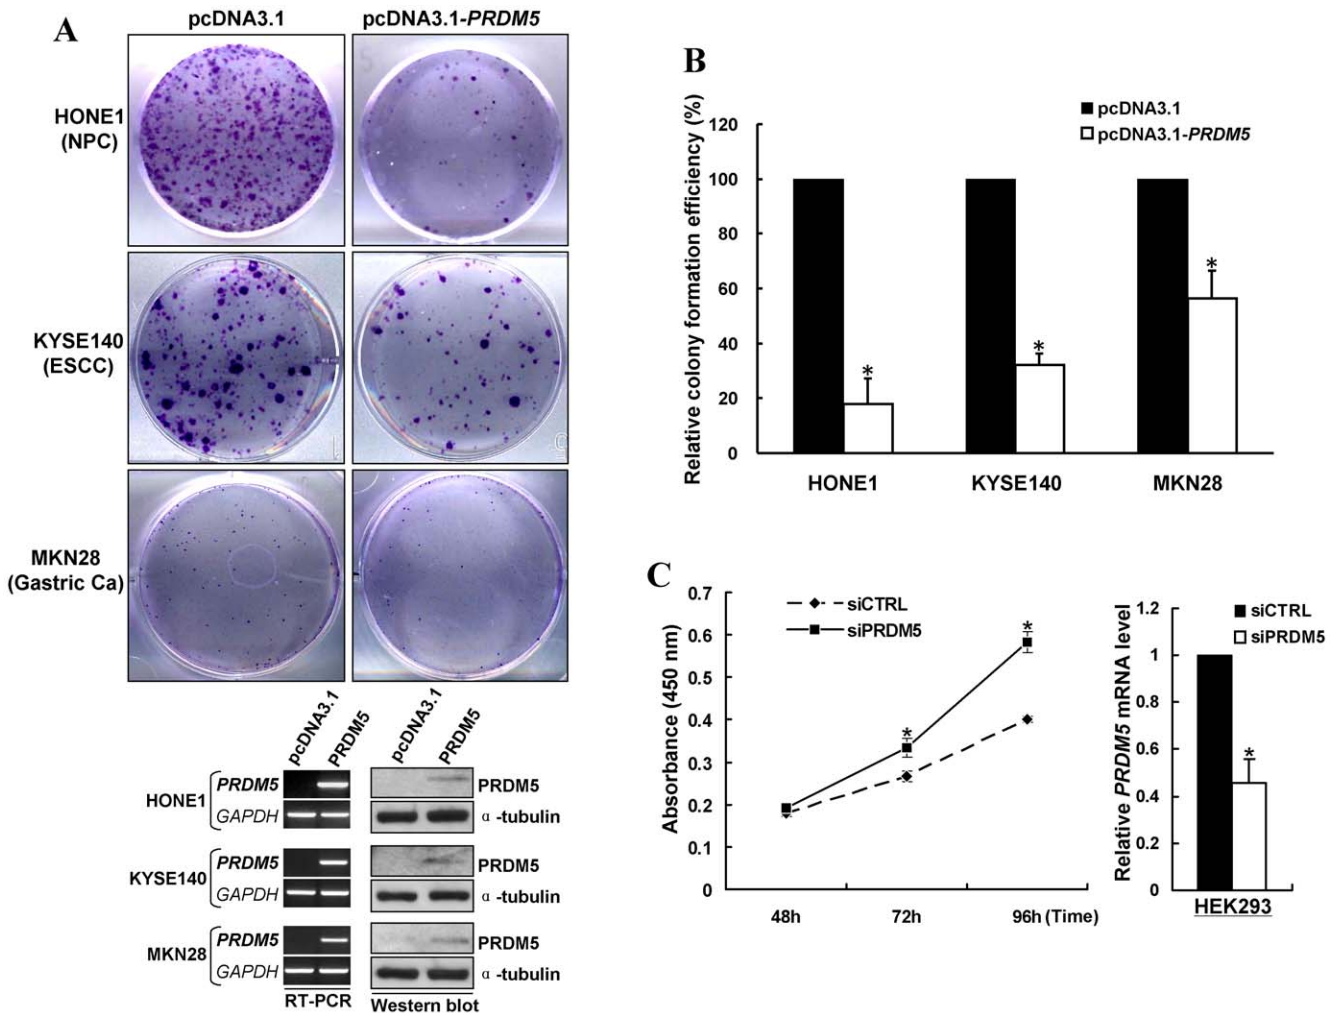 A
pcDNA3.1
pcDNA3.1-PRDM5
HONE1
(NPC)
KYSE140
(ESCC)
MKN28
(Gastric Ca)
pcDNA3.1
PRDM5
pcDNA3.1
PRDM5
HONE1
PRDM5
GAPDH
PRDM5
α-tubulin
KYSE140
PRDM5
GAPDH
PRDM5
α-tubulin
MKN28
PRDM5
GAPDH
PRDM5
α-tubulin
RT-PCR
Western blot
B
Relative colony formation efficiency (%)
pcDNA3.1
pcDNA3.1-PRDM5
120
100
80
60
40
20
0
*
*
*
HONE1
KYSE140
MKN28
C
Absorbance (450 nm)
siCTRL
siPRDM5
0.7
0.6
0.5
0.4
0.3
0.2
0.1
0
*
*
48h
72h
96h (Time)
Relative PRDM5 mRNA level
siCTRL
siPRDM5
1.2
1
0.8
0.6
0.4
0.2
0
*
HEK293